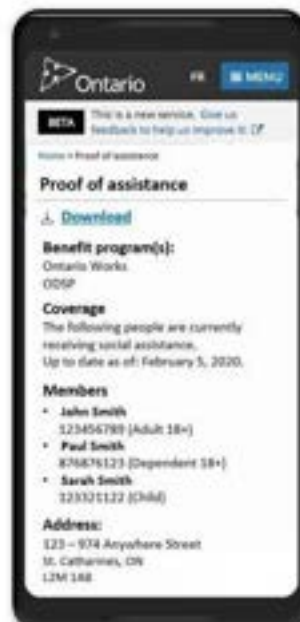 Ontario
FR
MENU
BETA
This is a new service. Give us
feedback to help us improve it
Home > Proof of assistance
Proof of assistance
Download
Benefit program(s):
Ontario Works
ODSP
Coverage
The following people are currently
receiving social assistance.
Up to date as of: February 5, 2020.
Members
• John Smith
123456789 (Adult 18+)
• Paul Smith
876876123 (Dependent 18+)
• Sarah Smith
123321122 (Child)
Address:
123 – 974 Anywhere Street
St. Catharines, ON